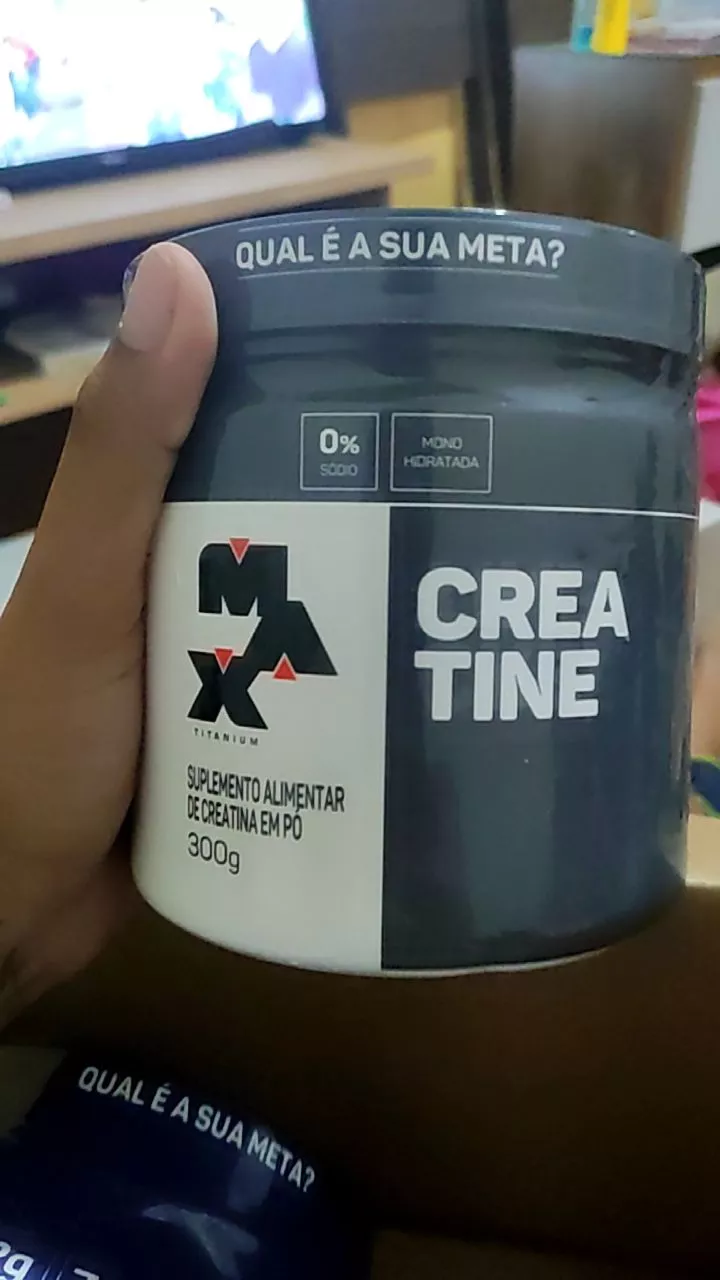 QUAL É A SUA META?
0%
SÓDIO
MONO
HIDRATADA
MAX
TITANIUM
CREA
TINE
SUPLEMENTO ALIMENTAR
DE CREATINA EM PÓ
300g
QUAL É A SUA META?